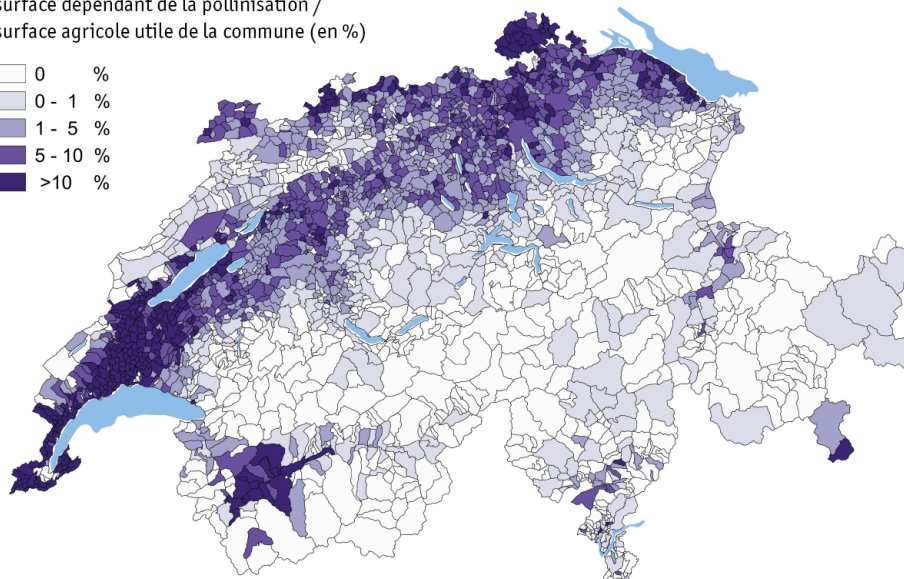 surface dépendant de la pollinisation /
surface agricole utile de la commune (en %)
0 %
0 - 1 %
1 - 5 %
5 - 10 %
>10 %